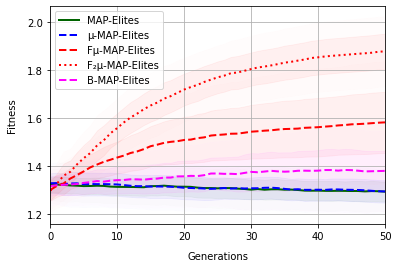 2.0
1.8
1.6
1.4
1.2
Fitness
MAP-Elites
μ-MAP-Elites
Fμ-MAP-Elites
F₂μ-MAP-Elites
B-MAP-Elites
0 10 20 30 40 50
Generations